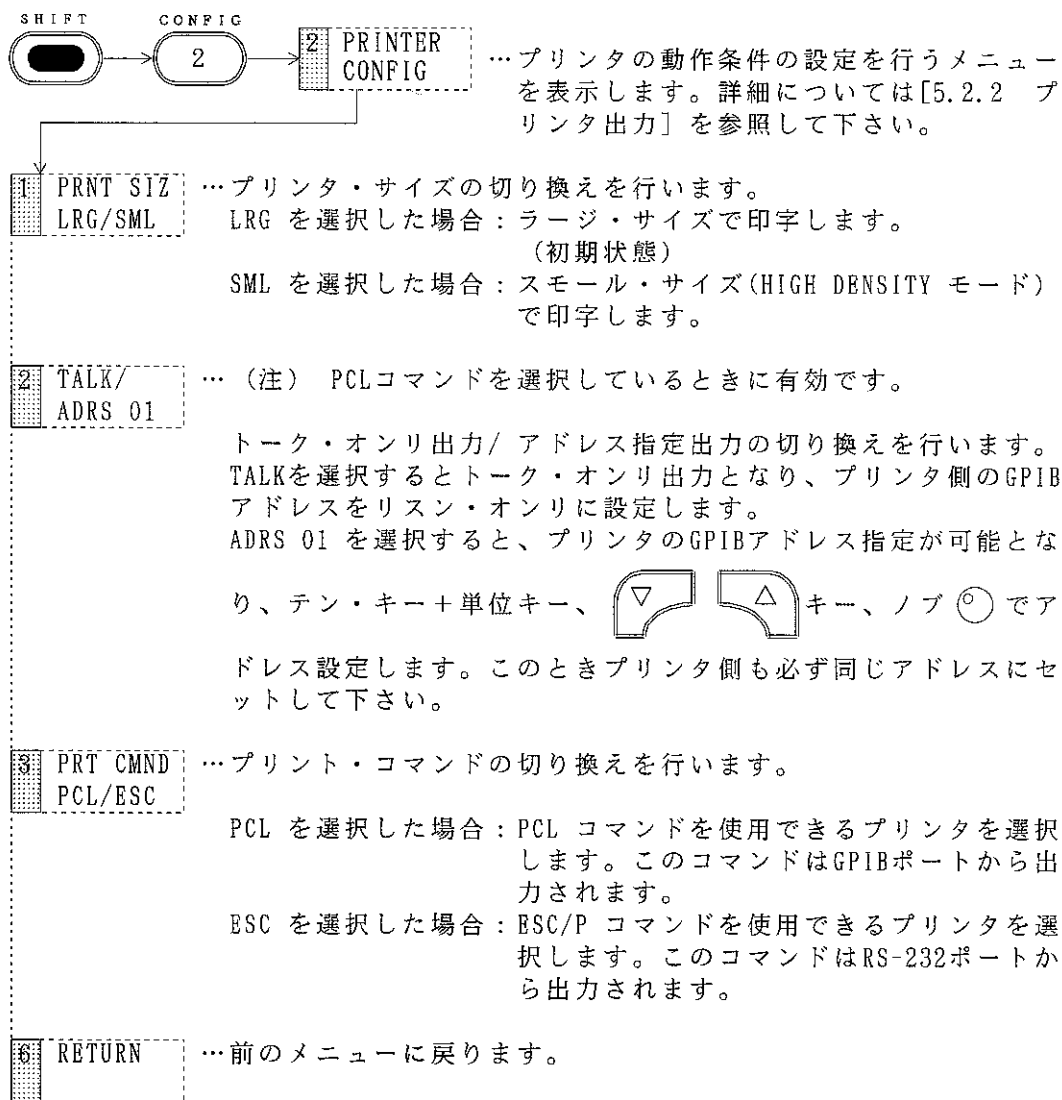 SHIFT CONFIG
2 2 PRINTER …プリンタの動作条件の設定を行うメニュー
CONFIG を表示します。詳細については[5.2.2 プ
リンタ出力] を参照して下さい。
1 PRNT SIZ …プリンタ・サイズの切り換えを行います。
LRG/SML LRG を選択した場合：ラージ・サイズで印字します。
（初期状態）
SML を選択した場合：スモール・サイズ(HIGH DENSITY モード)
で印字します。
2 TALK/ …（注） PCLコマンドを選択しているときに有効です。
ADRS 01
トーク・オンリ出力/ アドレス指定出力の切り換えを行います。
TALKを選択するとトーク・オンリ出力となり、プリンタ側のGPIB
アドレスをリスン・オンリに設定します。
ADRS 01 を選択すると、プリンタのGPIBアドレス指定が可能とな
り、テン・キー＋単位キー、 ▽ △ キー、ノブ でア
ドレス設定します。このときプリンタ側も必ず同じアドレスにセ
ットして下さい。
3 PRT CMND …プリント・コマンドの切り換えを行います。
PCL/ESC
PCL を選択した場合：PCL コマンドを使用できるプリンタを選択
します。このコマンドはGPIBポートから出
力されます。
ESC を選択した場合：ESC/P コマンドを使用できるプリンタを選
択します。このコマンドはRS-232ポートか
ら出力されます。
6 RETURN …前のメニューに戻ります。